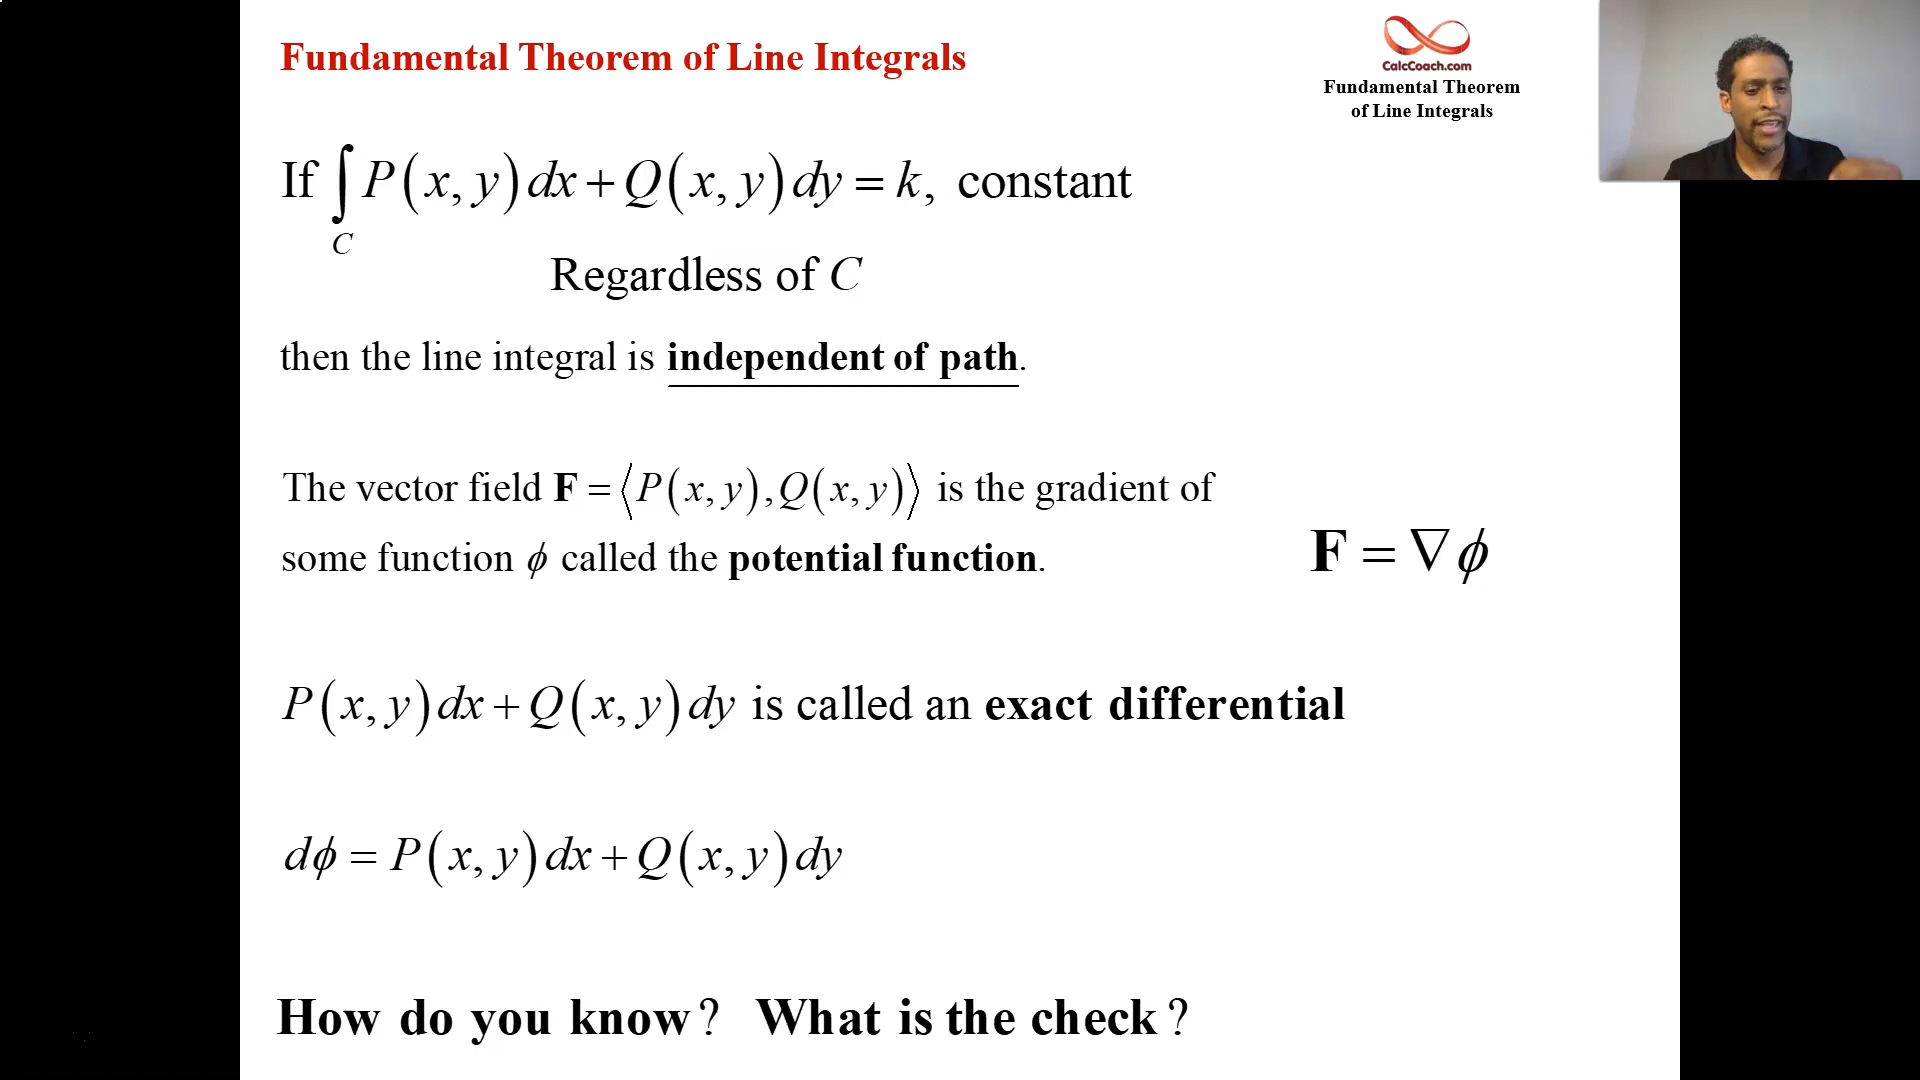 Fundamental Theorem of Line Integrals
CalcCoach.com
Fundamental Theorem
of Line Integrals
If ∫_C P(x, y) dx + Q(x, y) dy = k, constant
Regardless of C
then the line integral is independent of path.
The vector field F = ⟨P(x, y), Q(x, y)⟩ is the gradient of
some function ϕ called the potential function.
F = ∇ϕ
P(x, y) dx + Q(x, y) dy is called an exact differential
dϕ = P(x, y) dx + Q(x, y) dy
How do you know? What is the check?